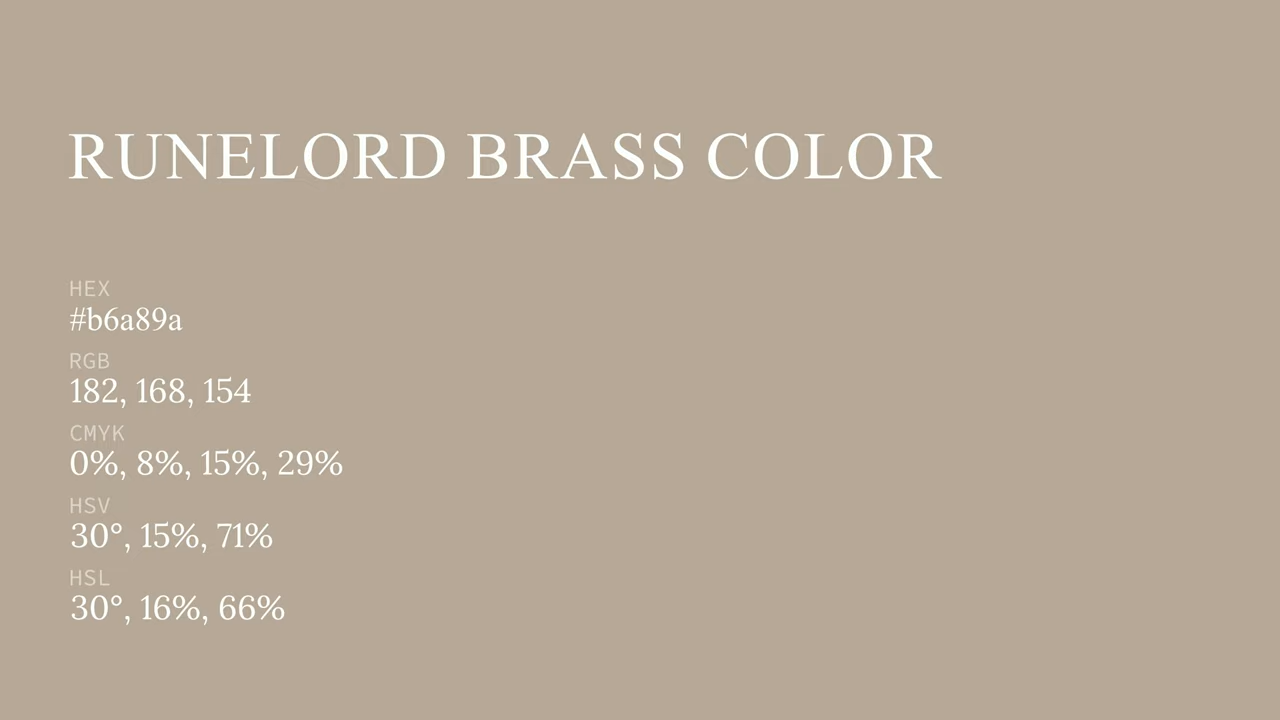 RUNELORD BRASS COLOR
HEX
#b6a89a
RGB
182, 168, 154
CMYK
0%, 8%, 15%, 29%
HSV
30°, 15%, 71%
HSL
30°, 16%, 66%